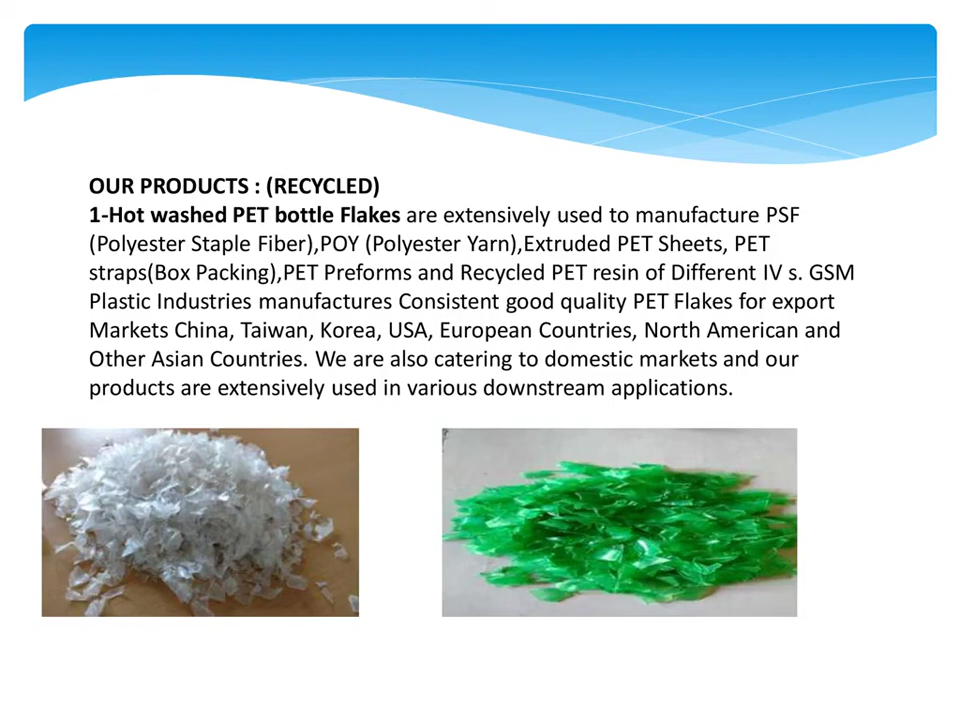 OUR PRODUCTS : (RECYCLED)
1-Hot washed PET bottle Flakes are extensively used to manufacture PSF
(Polyester Staple Fiber),POY (Polyester Yarn),Extruded PET Sheets, PET
straps(Box Packing),PET Preforms and Recycled PET resin of Different IV s. GSM
Plastic Industries manufactures Consistent good quality PET Flakes for export
Markets China, Taiwan, Korea, USA, European Countries, North American and
Other Asian Countries. We are also catering to domestic markets and our
products are extensively used in various downstream applications.